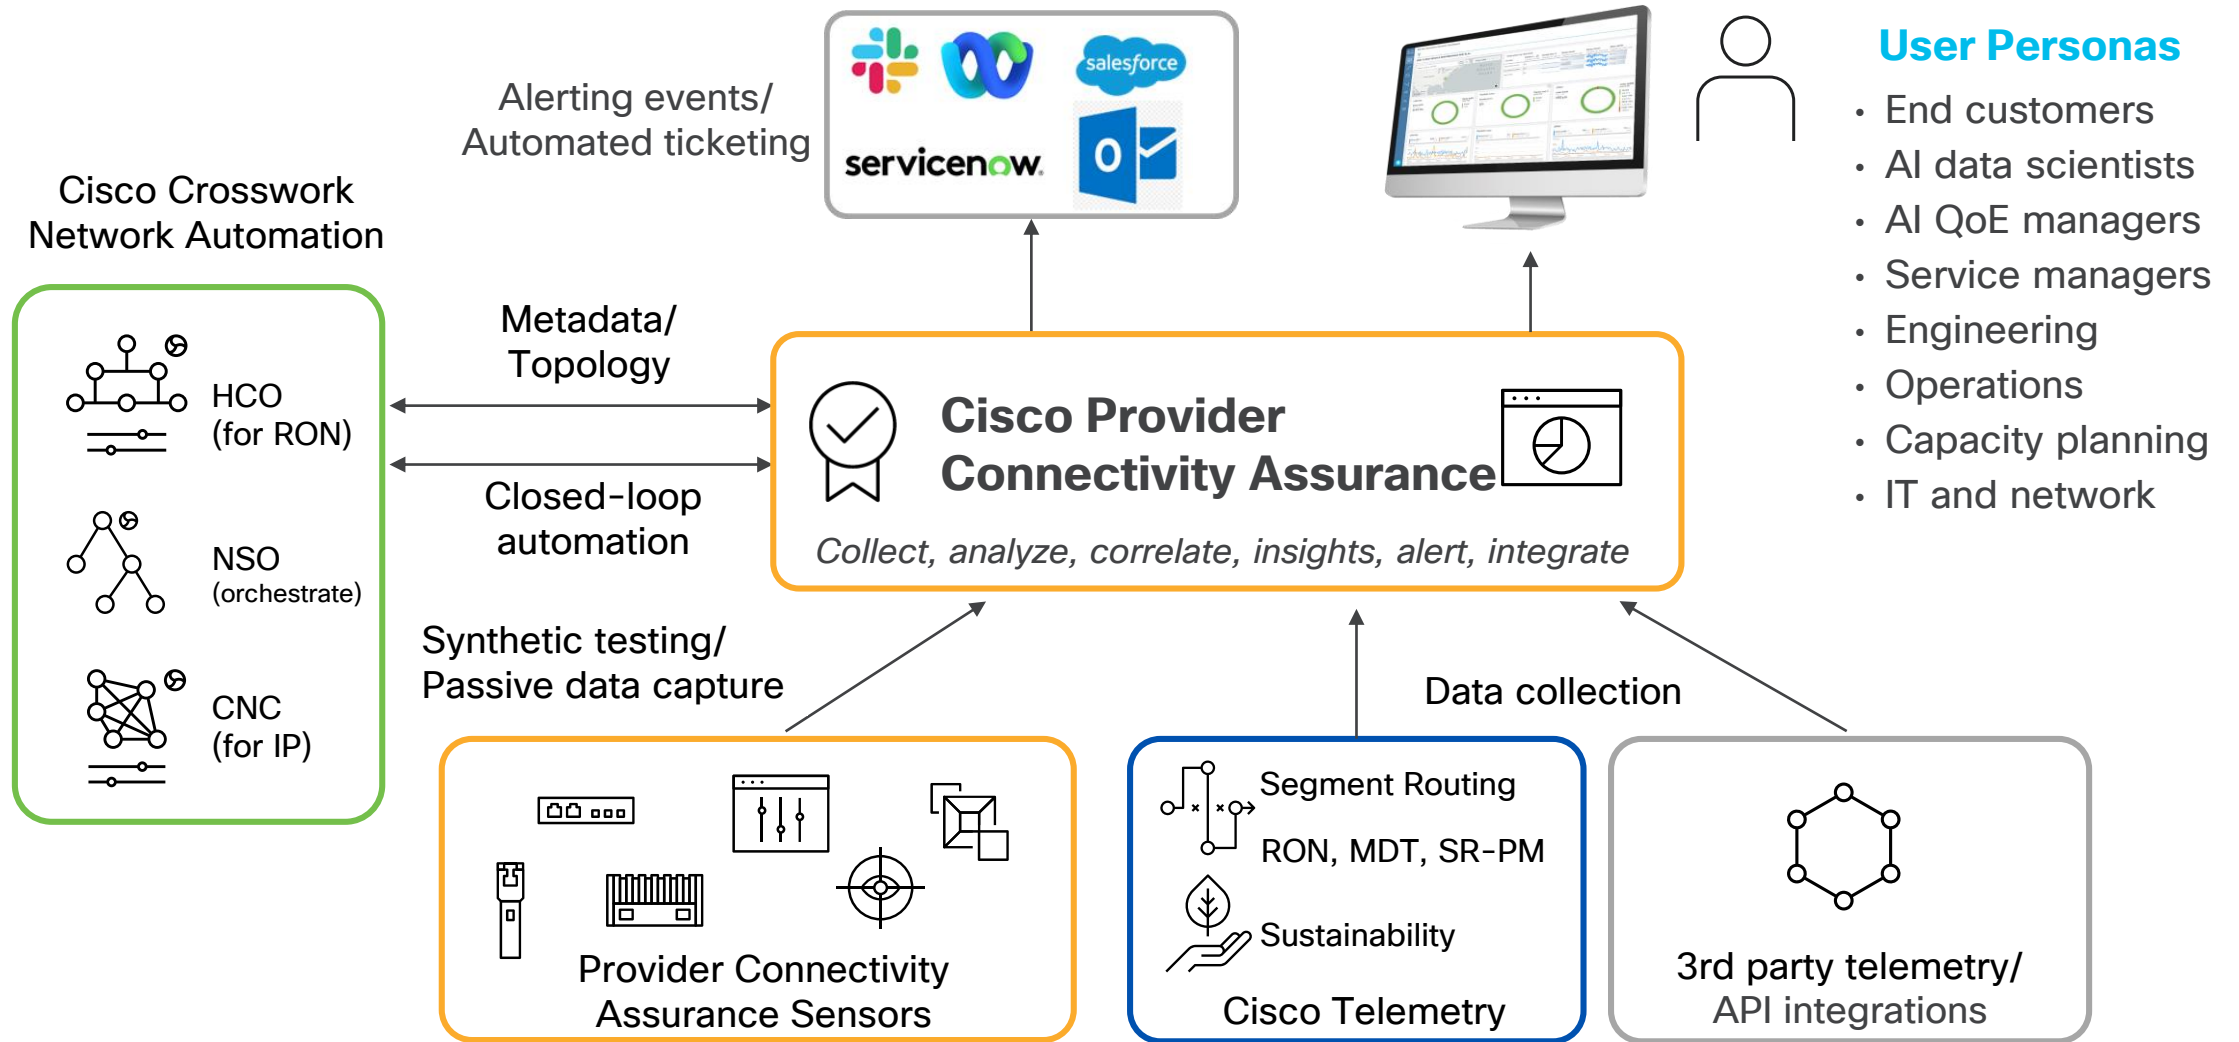 Alerting events/
Automated ticketing
salesforce
servicenow.
User Personas
• End customers
• AI data scientists
• AI QoE managers
• Service managers
• Engineering
• Operations
• Capacity planning
• IT and network
Cisco Crosswork
Network Automation
HCO
(for RON)
NSO
(orchestrate)
CNC
(for IP)
Metadata/
Topology
Closed-loop
automation
Cisco Provider
Connectivity Assurance
Collect, analyze, correlate, insights, alert, integrate
Synthetic testing/
Passive data capture
Data collection
Provider Connectivity
Assurance Sensors
Segment Routing
RON, MDT, SR-PM
Sustainability
Cisco Telemetry
3rd party telemetry/
API integrations